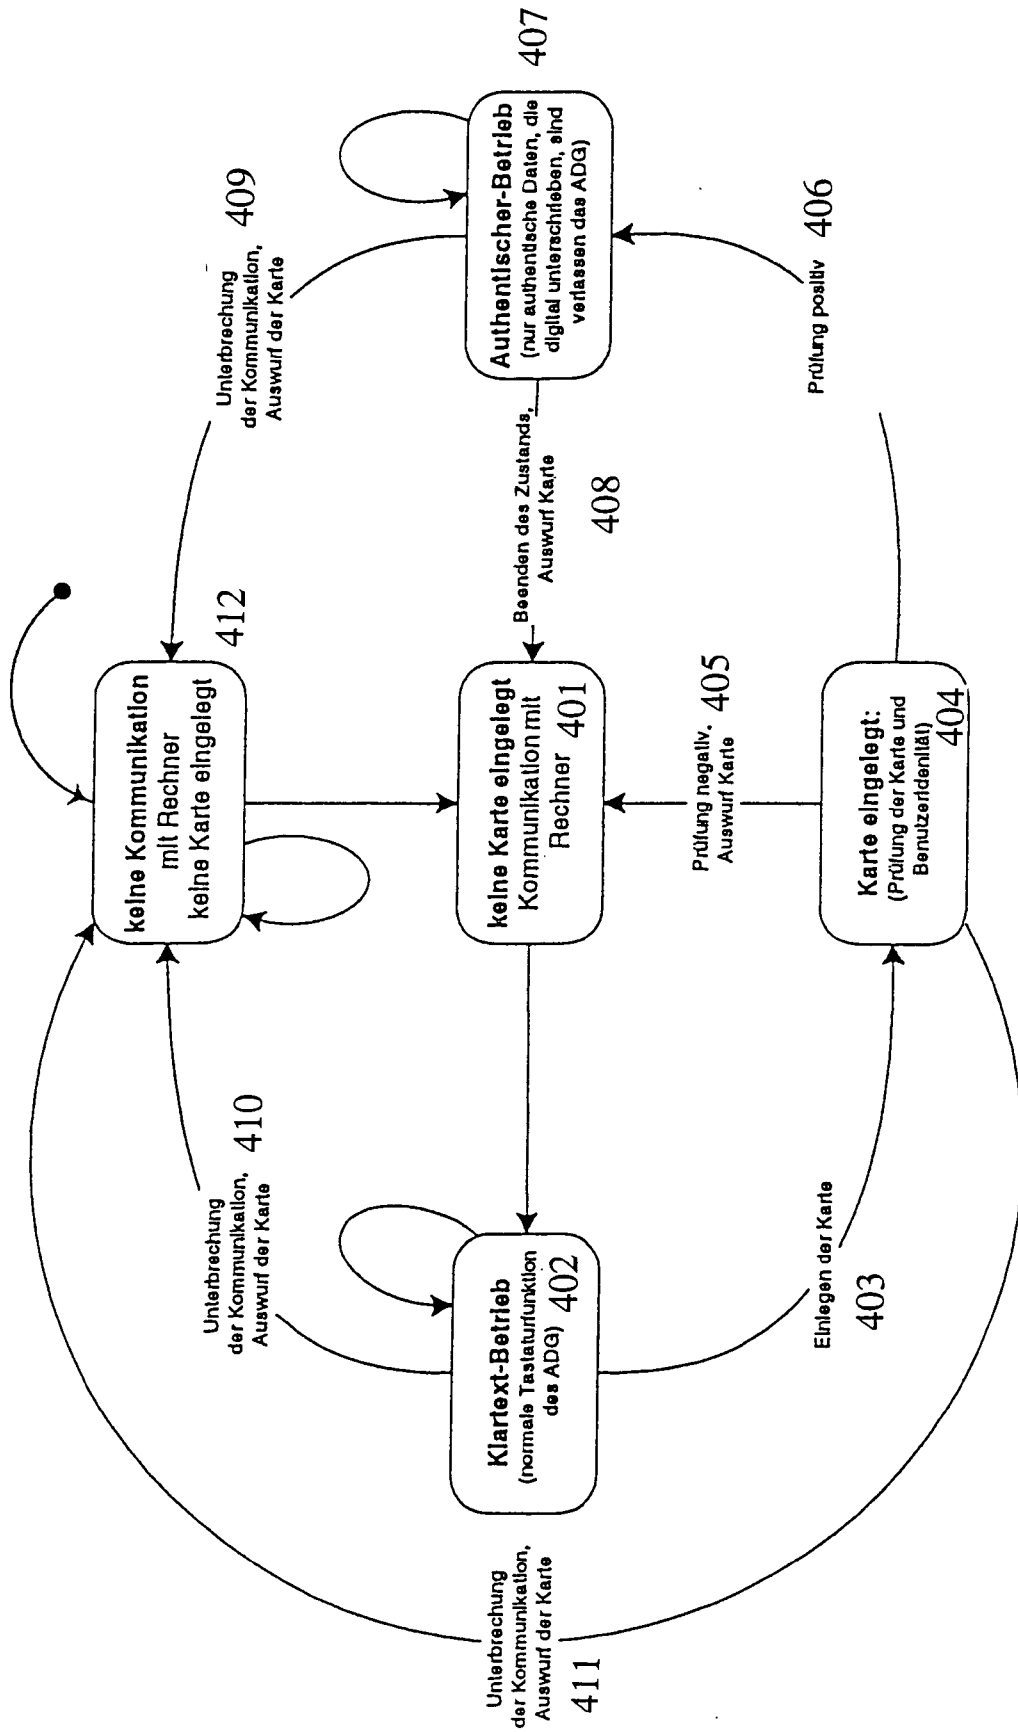 Unterbrechung
der Kommunikation,
Auswurf der Karte
411
Unterbrechung
der Kommunikation,
Auswurf der Karte
410
keine Kommunikation
mit Rechner
keine Karte eingelegt
412
Unterbrechung
der Kommunikation,
Auswurf der Karte
409
Klartext-Betrieb
(normale Tastaturfunktion
des ADG)
402
keine Karte eingelegt
Kommunikation mit
Rechner
401
Beenden des Zustands,
Auswurf Karte
408
Authentischer-Betrieb
(nur authentische Daten, die
digital unterschrieben, sind
verlassen das ADG)
407
Einlegen der Karte
403
Prüfung negativ.
Auswurf Karte
405
Karte eingelegt:
(Prüfung der Karte und
Benutzeridenität)
404
Prüfung positiv
406